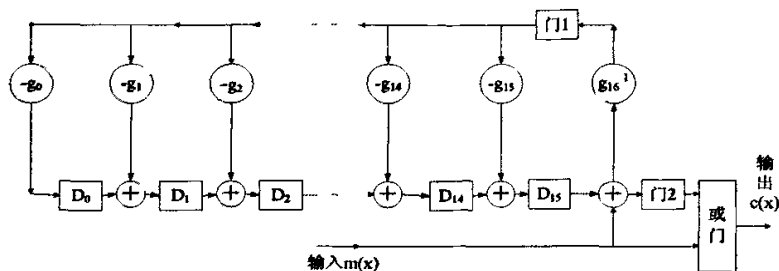 门1
-g₀ -g₁ -g₂ -g₁₄ -g₁₅ g₁₆⁻¹
D₀ D₁ D₂ D₁₄ D₁₅ 门2
或门
输出
c(x)
输入m(x)